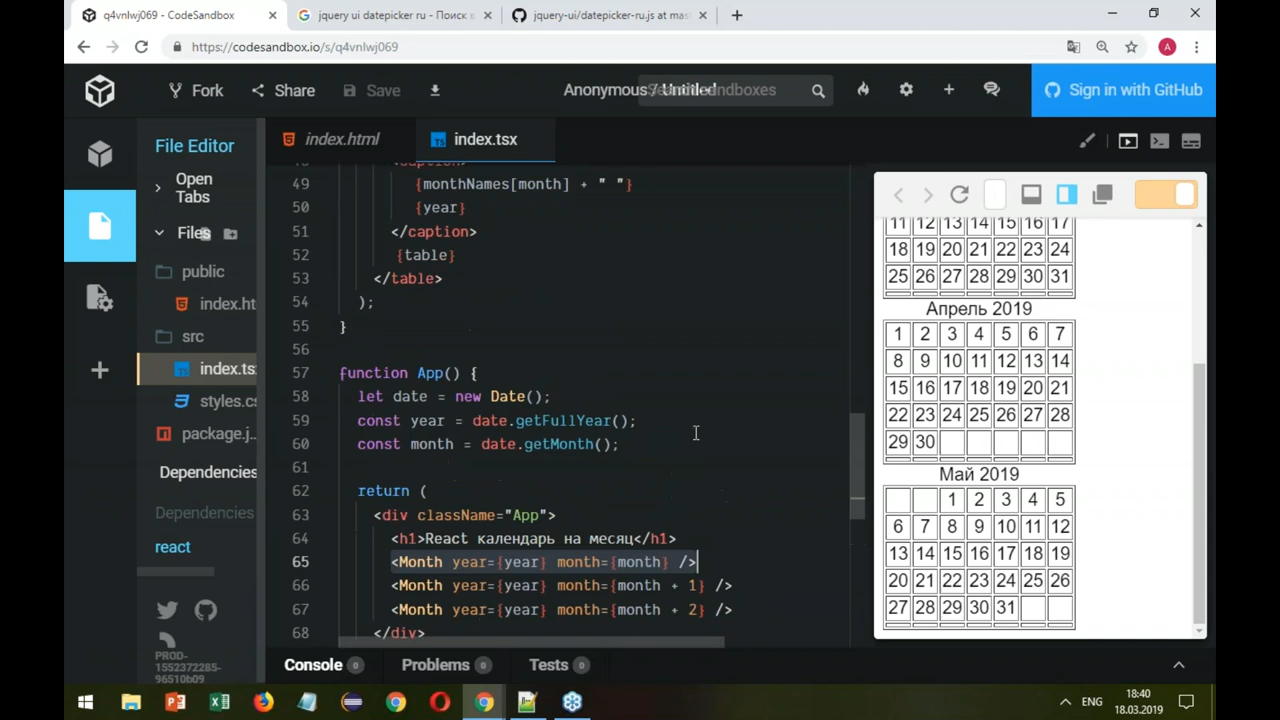 q4vnlwj069 - CodeSandbox
jquery ui datepicker ru - Поиск в
jquery-ui/datepicker-ru.js at mas
https://codesandbox.io/s/q4vnlwj069
A
Fork
Share
Save
Anonymous / Untitled
Search sandboxes
Sign in with GitHub
File Editor
Open Tabs
Files
public
index.ht
src
index.ts
styles.cs
package.j...
Dependencies
Dependencies
react
PROD-
1552372285-
96510b09
index.html
index.tsx
48 <caption>
49 {monthNames[month] + " "}
50 {year}
51 </caption>
52 {table}
53 </table>
54 );
55 }
56
57 function App() {
58 let date = new Date();
59 const year = date.getFullYear();
60 const month = date.getMonth();
61
62 return (
63 <div className="App">
64 <h1>React календарь на месяц</h1>
65 <Month year={year} month={month} />
66 <Month year={year} month={month + 1} />
67 <Month year={year} month={month + 2} />
68 </div>
11 12 13 14 15 16 17
18 19 20 21 22 23 24
25 26 27 28 29 30 31
Апрель 2019
1 2 3 4 5 6 7
8 9 10 11 12 13 14
15 16 17 18 19 20 21
22 23 24 25 26 27 28
29 30
Май 2019
1 2 3 4 5
6 7 8 9 10 11 12
13 14 15 16 17 18 19
20 21 22 23 24 25 26
27 28 29 30 31
Console 0
Problems 0
Tests 0
ENG
18:40
18.03.2019